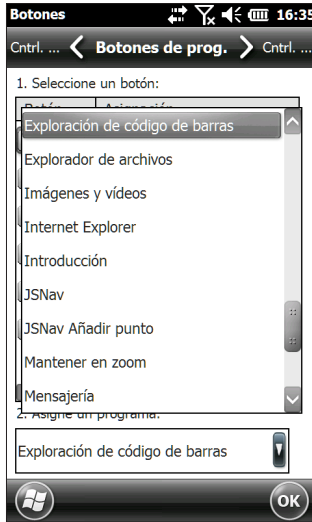 Botones 16:35
Cntrl. ... Botones de prog. Cntrl. ...
1. Seleccione un botón:
Botón Asignación
Exploración de código de barras
Explorador de archivos
Imágenes y vídeos
Internet Explorer
Introducción
JSNav
JSNav Añadir punto
Mantener en zoom
Mensajería
2. Asigne un programa:
Exploración de código de barras
OK